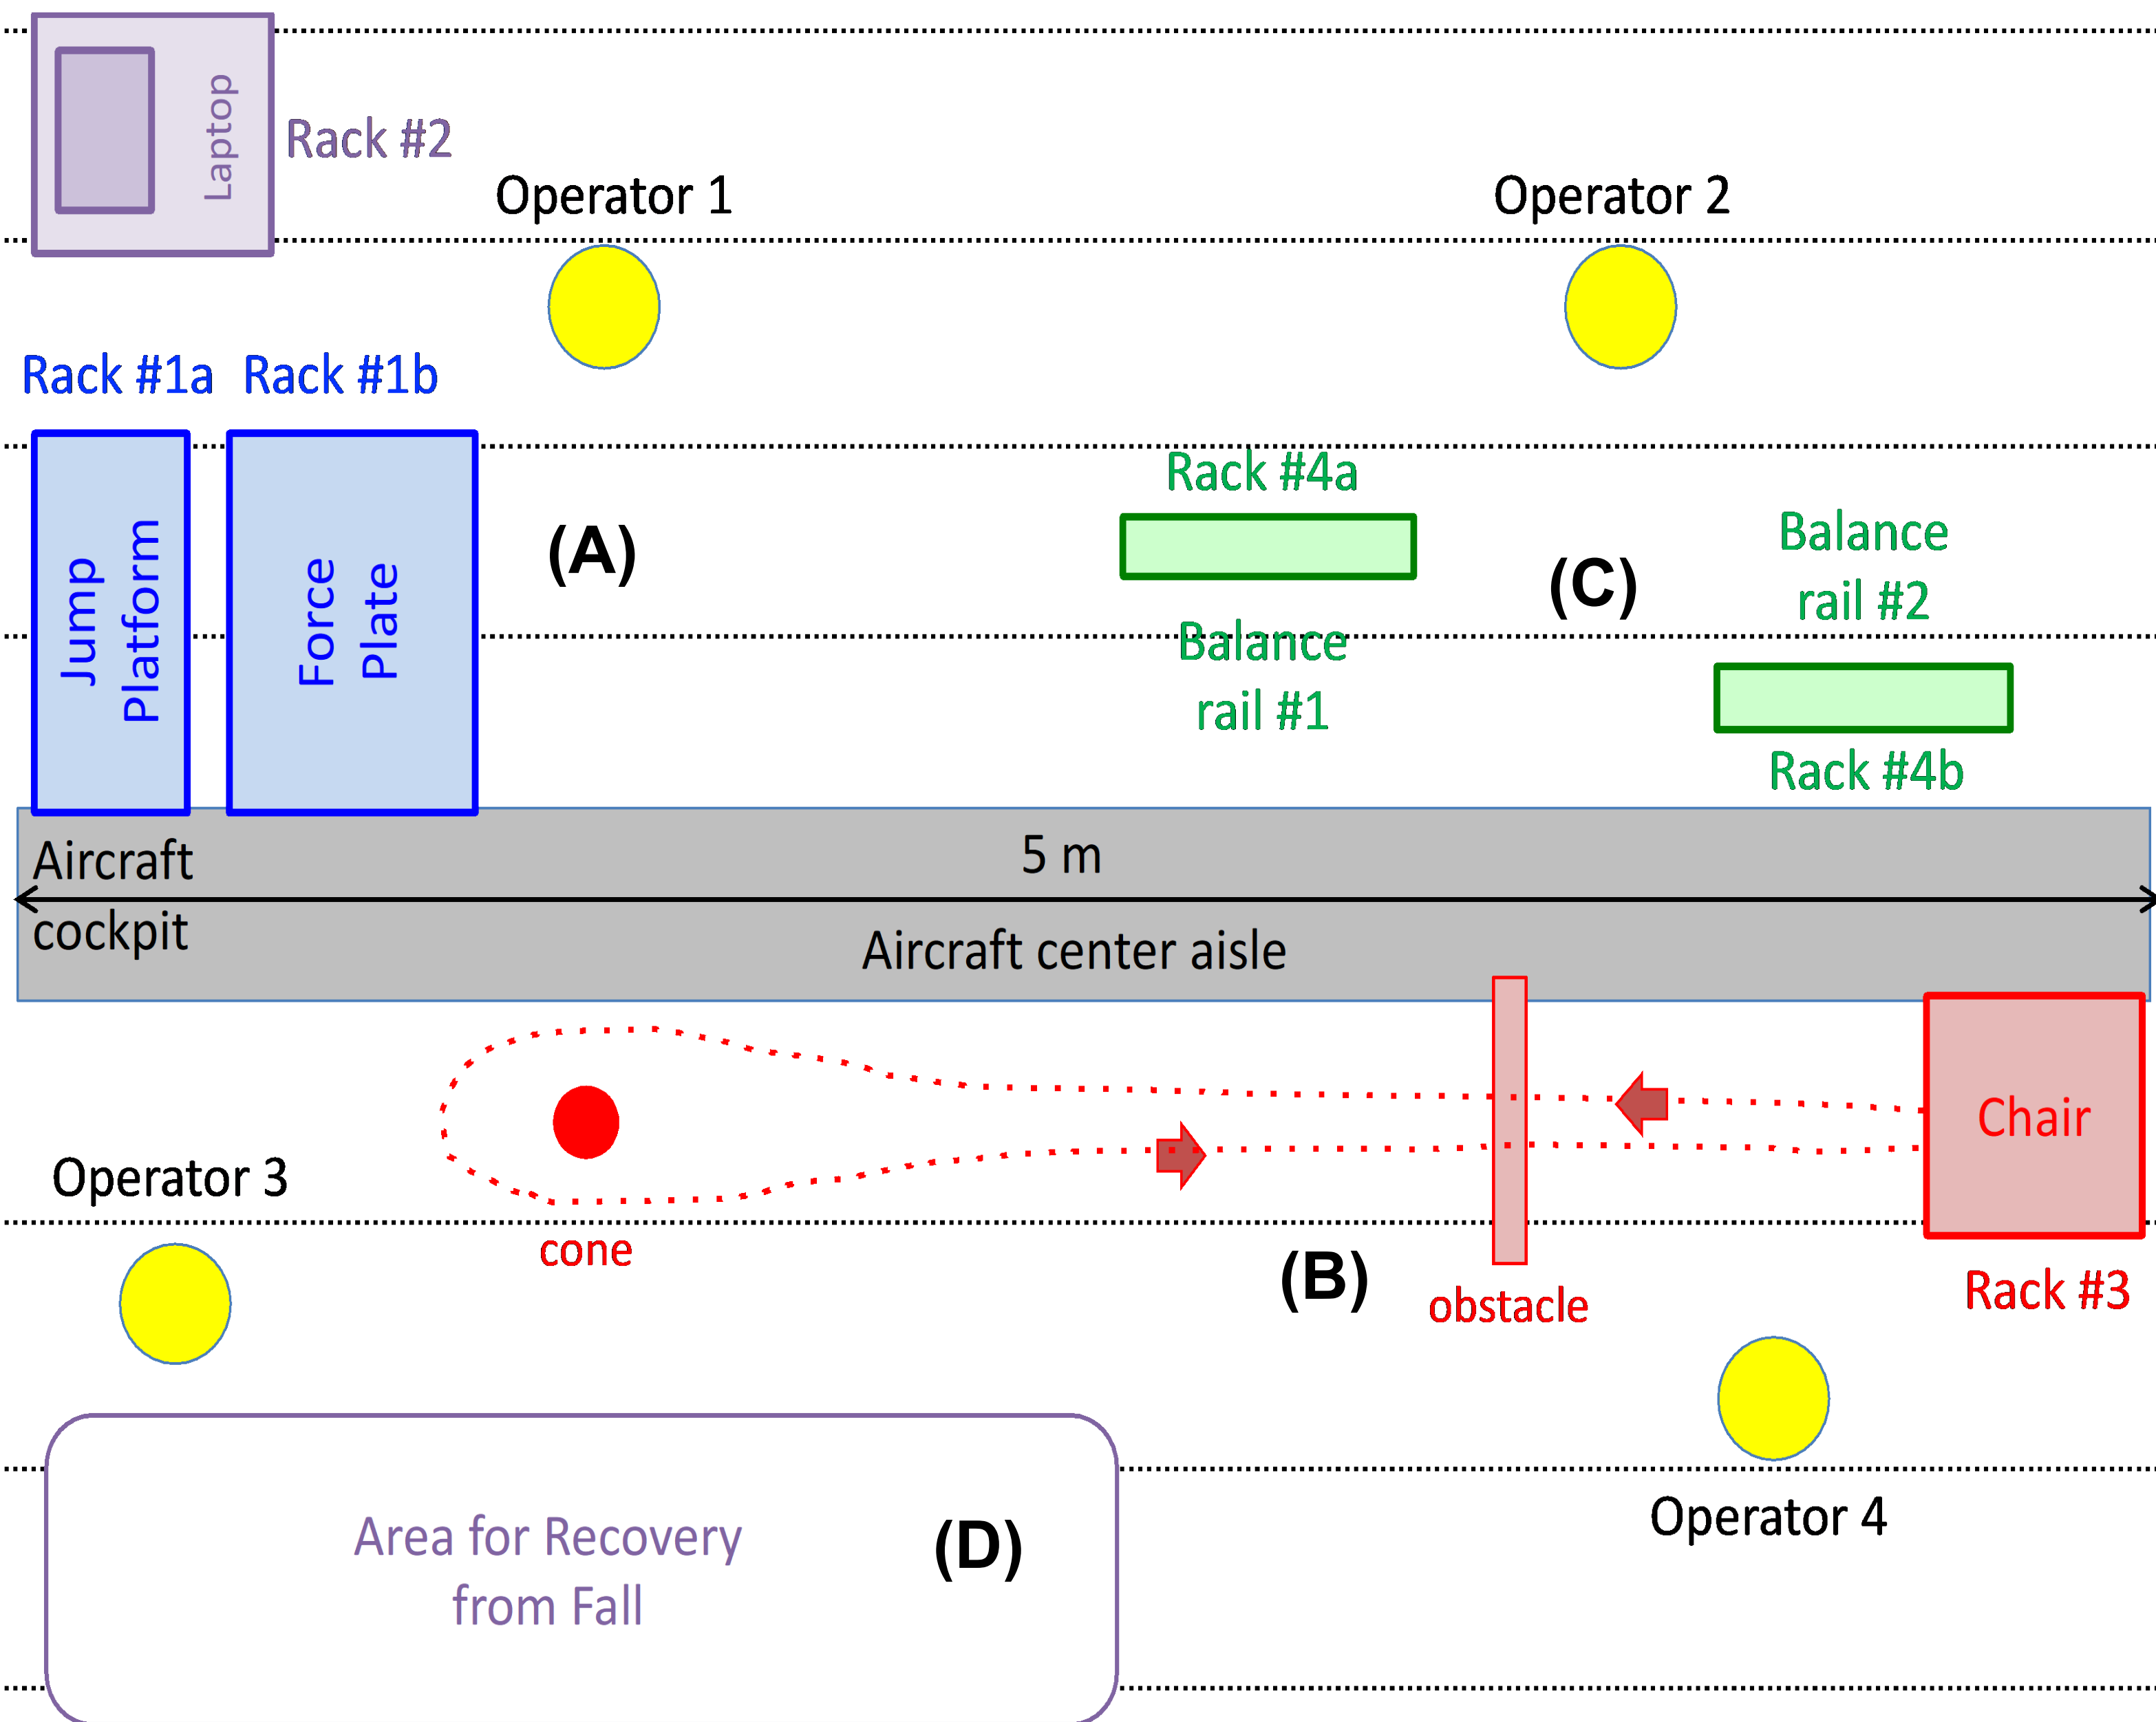 Laptop
Rack #2
Operator 1
Operator 2
Rack #1a
Rack #1b
Jump
Platform
Force
Plate
(A)
Rack #4a
Balance
rail #1
(C)
Balance
rail #2
Rack #4b
Aircraft
cockpit
5 m
Aircraft center aisle
Chair
Rack #3
Operator 3
cone
(B)
obstacle
Operator 4
Area for Recovery
from Fall
(D)